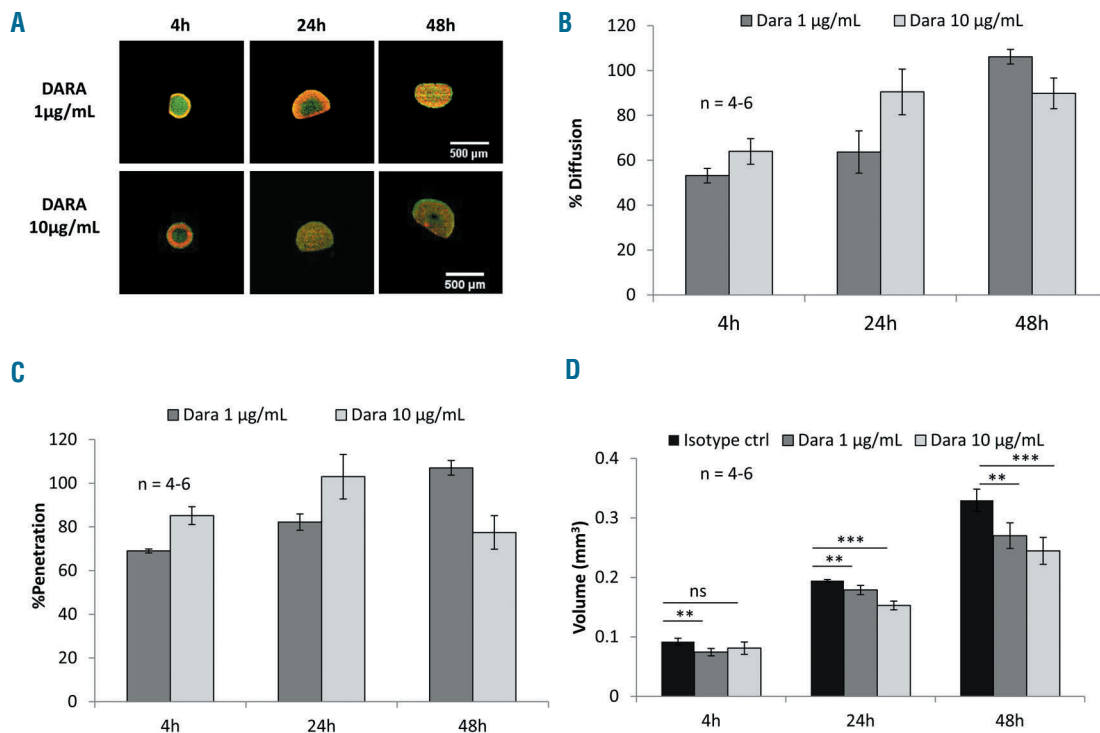 A
4h 24h 48h
DARA
1µg/mL
500 µm
DARA
10µg/mL
500 µm
B
Dara 1 µg/mL Dara 10 µg/mL
n = 4-6
% Diffusion
120
100
80
60
40
20
0
4h 24h 48h
C
Dara 1 µg/mL Dara 10 µg/mL
n = 4-6
%Penetration
120
100
80
60
40
20
0
4h 24h 48h
D
Isotype ctrl Dara 1 µg/mL Dara 10 µg/mL
n = 4-6
Volume (mm³)
0.4
0.3
0.2
0.1
0
ns
**
***
**
***
**
4h 24h 48h